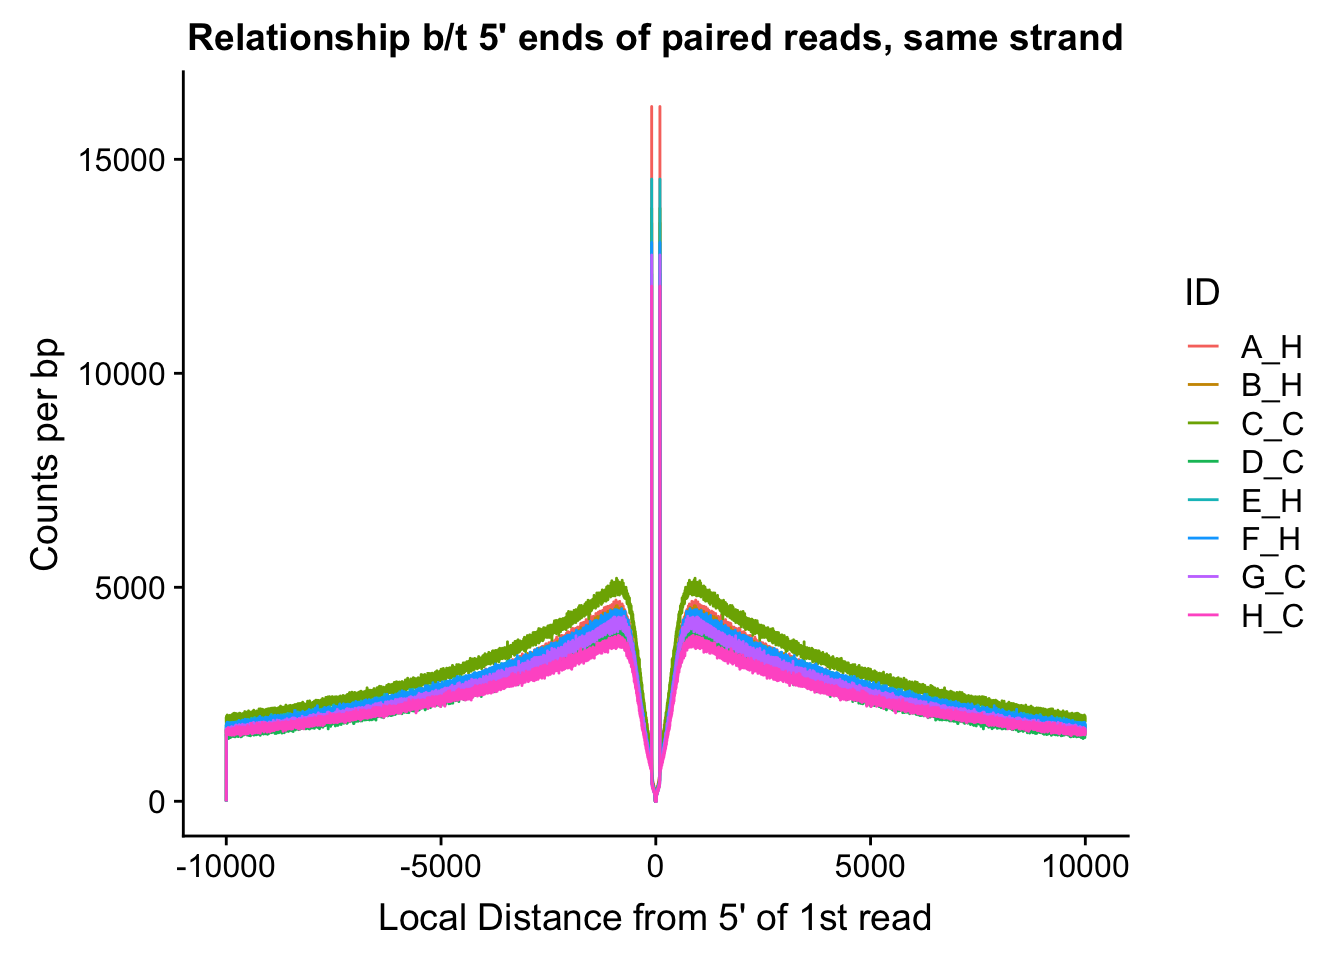 Relationship b/t 5' ends of paired reads, same strand
Counts per bp
15000
10000
5000
0
-10000
-5000
0
5000
10000
Local Distance from 5' of 1st read
ID
A_H
B_H
C_C
D_C
E_H
F_H
G_C
H_C